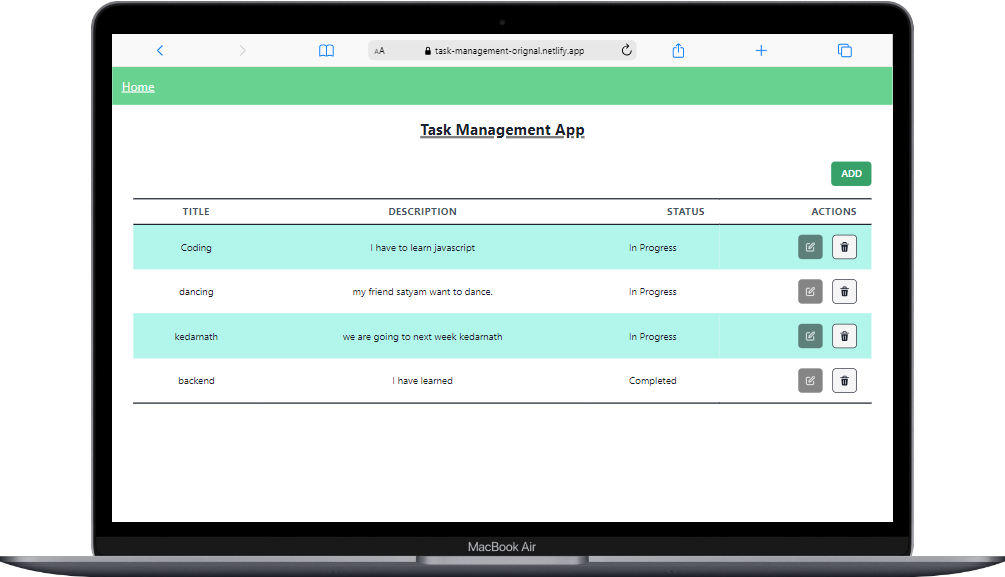 AA task-management-orignal.netlify.app
Home
Task Management App
ADD
TITLE DESCRIPTION STATUS ACTIONS
Coding I have to learn javascript In Progress
dancing my friend satyam want to dance. In Progress
kedarnath we are going to next week kedarnath In Progress
backend I have learned Completed
MacBook Air